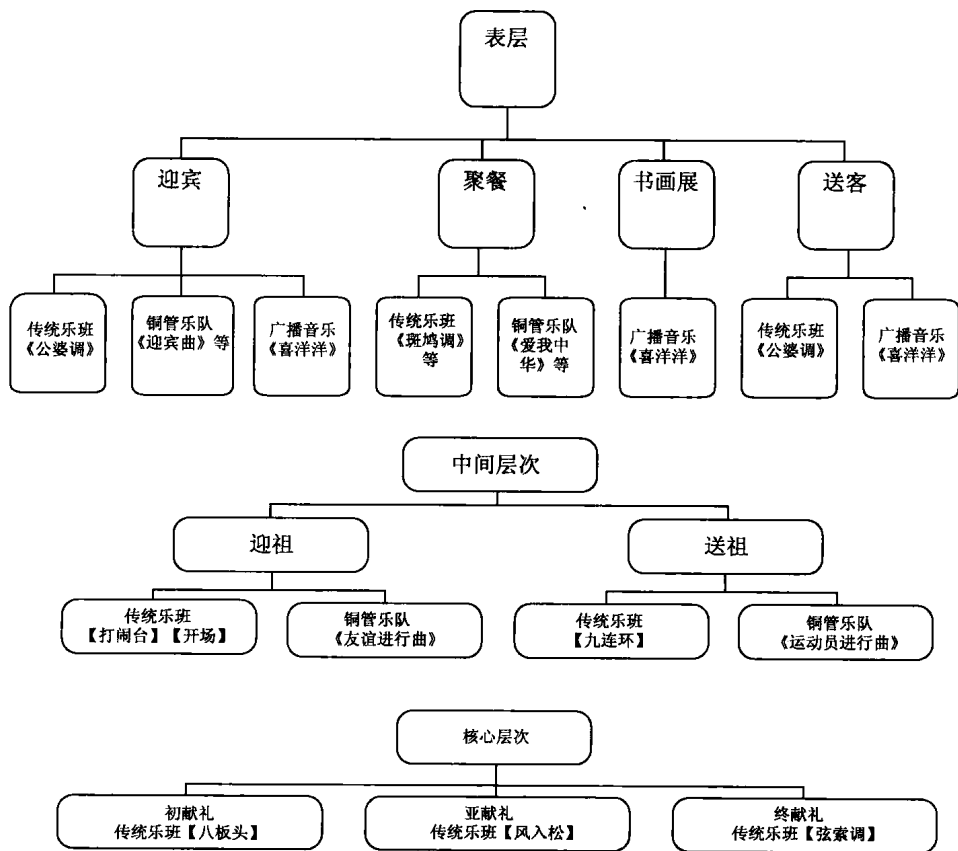 表层
迎宾
聚餐
书画展
送客
传统乐班
《公婆调》
铜管乐队
《迎宾曲》等
广播音乐
《喜洋洋》
传统乐班
《斑鸠调》
等
铜管乐队
《爱我中
华》等
广播音乐
《喜洋洋》
传统乐班
《公婆调》
广播音乐
《喜洋洋》
中间层次
迎祖
送祖
传统乐班
【打闹台】【开场】
铜管乐队
《友谊进行曲》
传统乐班
【九连环】
铜管乐队
《运动员进行曲》
核心层次
初献礼
传统乐班【八板头】
亚献礼
传统乐班【风入松】
终献礼
传统乐班【弦索调】